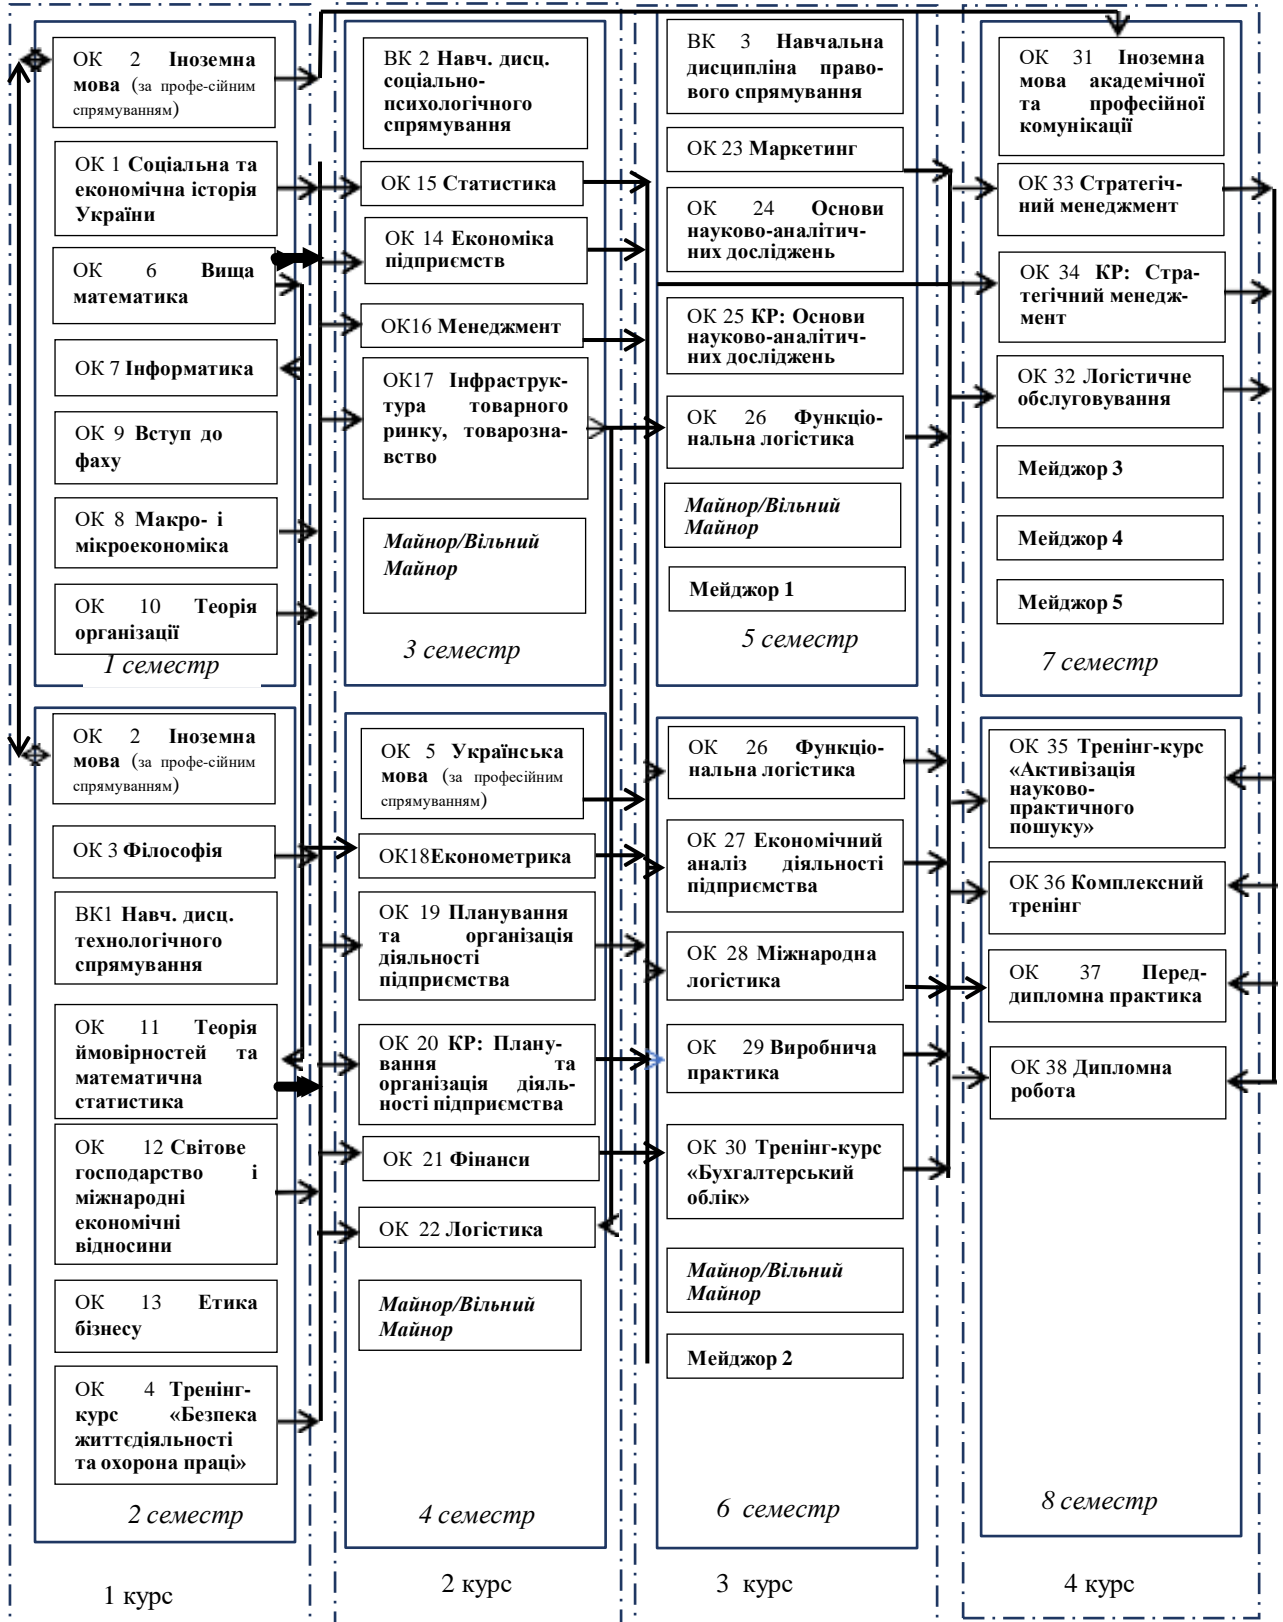 ОК 2 Іноземна
мова (за профе-сійним
спрямуванням)
ОК 1 Соціальна та
економічна історія
України
ОК 6 Вища
математика
ОК 7 Інформатика
ОК 9 Вступ до
фаху
ОК 8 Макро- і
мікроекономіка
ОК 10 Теорія
організації
1 семестр
ОК 2 Іноземна
мова (за профе-сійним
спрямуванням)
ОК 3 Філософія
ВК1 Навч. дисц.
технологічного
спрямування
ОК 11 Теорія
ймовірностей та
математична
статистика
ОК 12 Світове
господарство і
міжнародні
економічні
відносини
ОК 13 Етика
бізнесу
ОК 4 Тренінг-
курс «Безпека
життєдіяльності
та охорона праці»
2 семестр
1 курс
ВК 2 Навч. дисц.
соціально-
психологічного
спрямування
ОК 15 Статистика
ОК 14 Економіка
підприємств
ОК16 Менеджмент
ОК17 Інфраструк-
тура товарного
ринку, товарозна-
вство
Майнор/Вільний
Майнор
3 семестр
ОК 5 Українська
мова (за професійним
спрямуванням)
ОК18Економетрика
ОК 19 Планування
та організація
діяльності
підприємства
ОК 20 КР: Плану-
вання та
організація діяль-
ності підприємства
ОК 21 Фінанси
ОК 22 Логістика
Майнор/Вільний
Майнор
4 семестр
2 курс
ВК 3 Навчальна
дисципліна право-
вого спрямування
ОК 23 Маркетинг
ОК 24 Основи
науково-аналітич-
них досліджень
ОК 25 КР: Основи
науково-аналітич-
них досліджень
ОК 26 Функціо-
нальна логістика
Майнор/Вільний
Майнор
Мейджор 1
5 семестр
ОК 26 Функціо-
нальна логістика
ОК 27 Економічний
аналіз діяльності
підприємства
ОК 28 Міжнародна
логістика
ОК 29 Виробнича
практика
ОК 30 Тренінг-курс
«Бухгалтерський
облік»
Майнор/Вільний
Майнор
Мейджор 2
6 семестр
3 курс
ОК 31 Іноземна
мова академічної
та професійної
комунікації
ОК 33 Стратегіч-
ний менеджмент
ОК 34 КР: Стра-
тегічний менедж-
мент
ОК 32 Логістичне
обслуговування
Мейджор 3
Мейджор 4
Мейджор 5
7 семестр
ОК 35 Тренінг-курс
«Активізація
науково-
практичного
пошуку»
ОК 36 Комплексний
тренінг
ОК 37 Перед-
дипломна практика
ОК 38 Дипломна
робота
8 семестр
4 курс